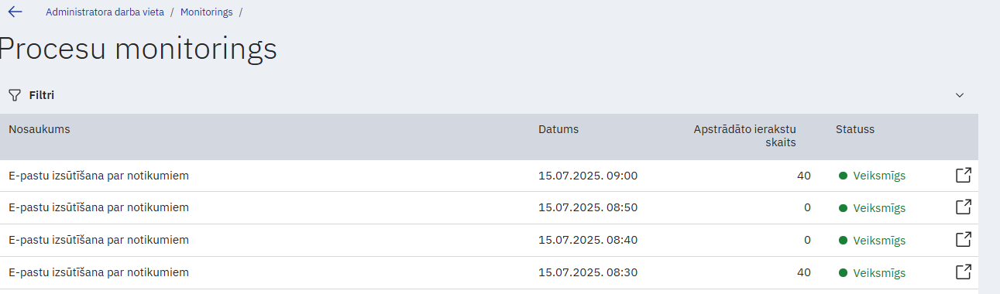 Administratora darba vieta / Monitorings /
Procesu monitorings
Filtri
Nosaukums Datums Apstrādāto ierakstu skaits Statuss
E-pastu izsūtīšana par notikumiem 15.07.2025. 09:00 40 Veiksmīgs
E-pastu izsūtīšana par notikumiem 15.07.2025. 08:50 0 Veiksmīgs
E-pastu izsūtīšana par notikumiem 15.07.2025. 08:40 0 Veiksmīgs
E-pastu izsūtīšana par notikumiem 15.07.2025. 08:30 40 Veiksmīgs